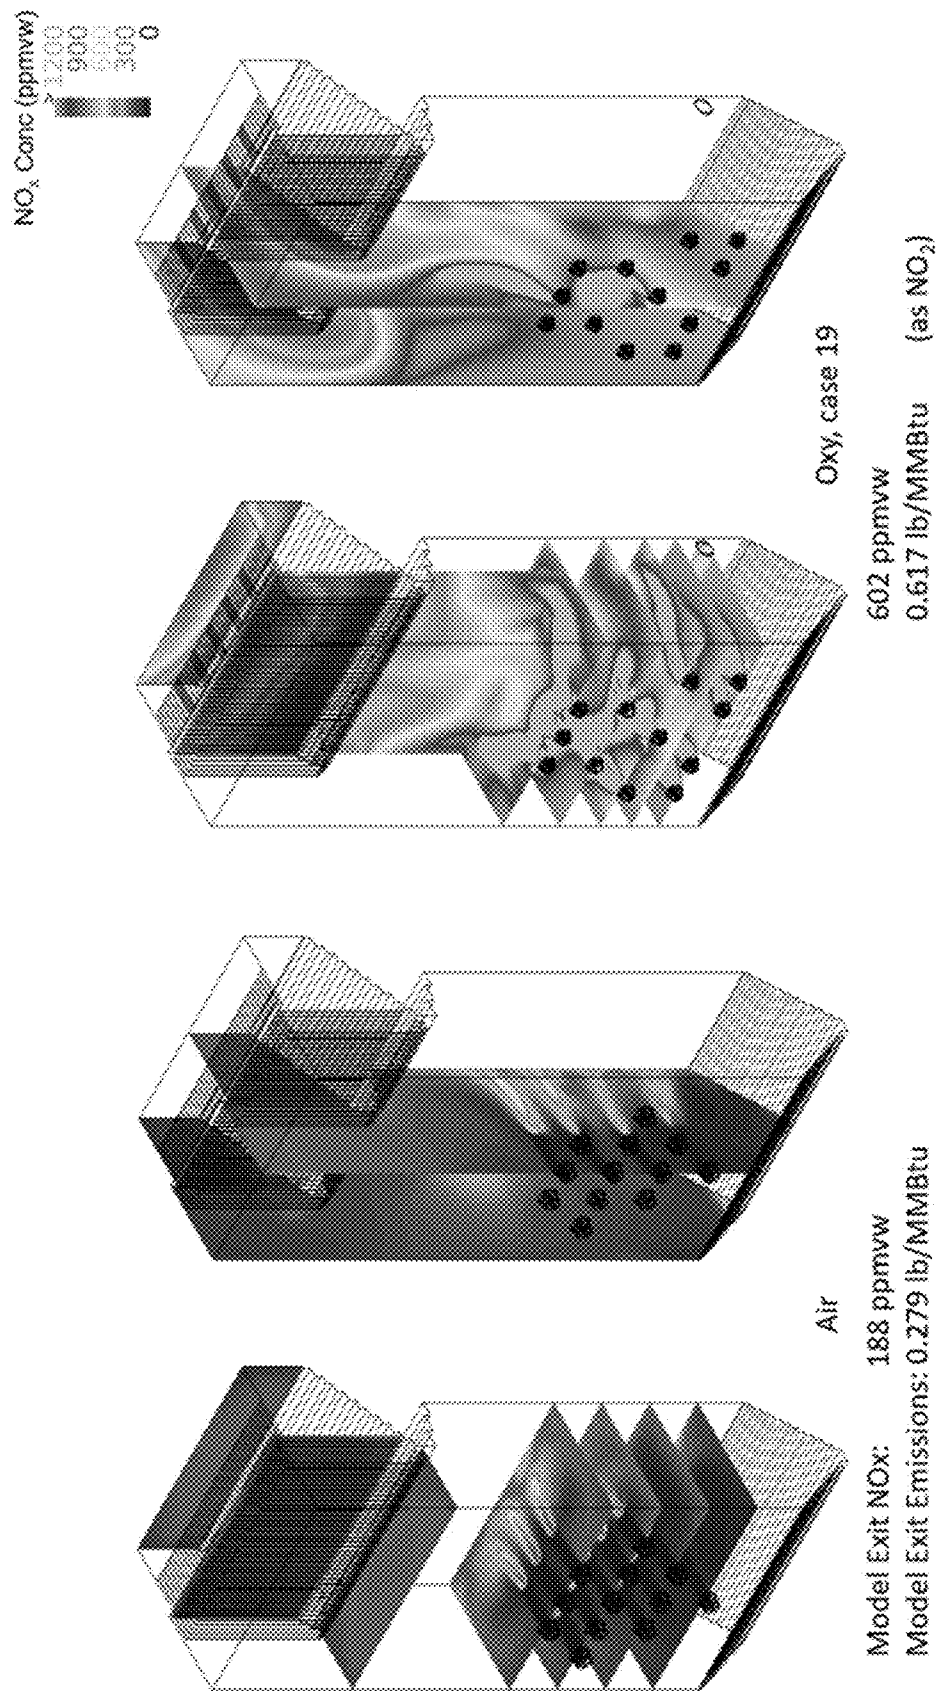 NOx Conc (ppmvw)
>1200
900
600
300
0
Air
Oxy, case 19
Model Exit NOx: 188 ppmvw 602 ppmvw
Model Exit Emissions: 0.279 lb/MMBtu 0.617 lb/MMBtu (as NO2)